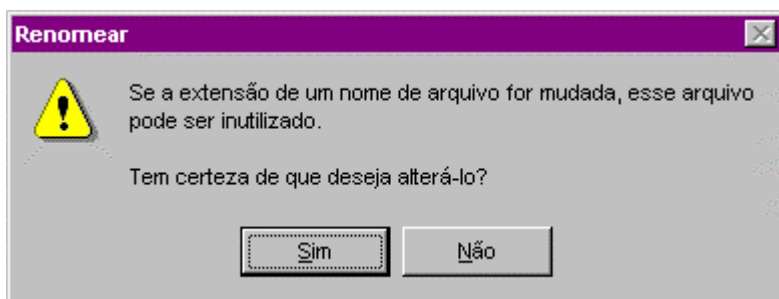 Renomear
Se a extensão de um nome de arquivo for mudada, esse arquivo
pode ser inutilizado.
Tem certeza de que deseja alterá-lo?
Sim
Não